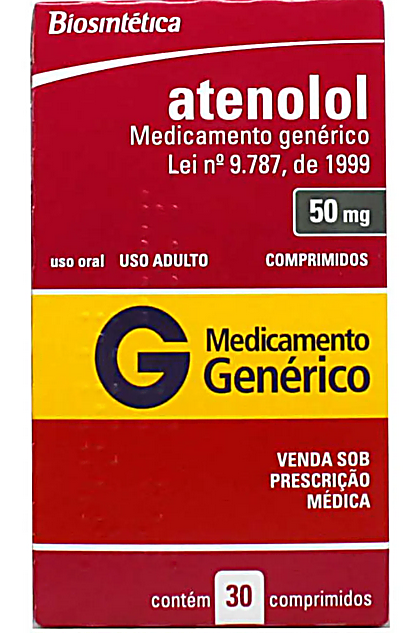 Biosintética
atenolol
Medicamento genérico
Lei nº 9.787, de 1999
50 mg
uso oral USO ADULTO COMPRIMIDOS
G Medicamento
Genérico
VENDA SOB
PRESCRIÇÃO
MÉDICA
contém 30 comprimidos